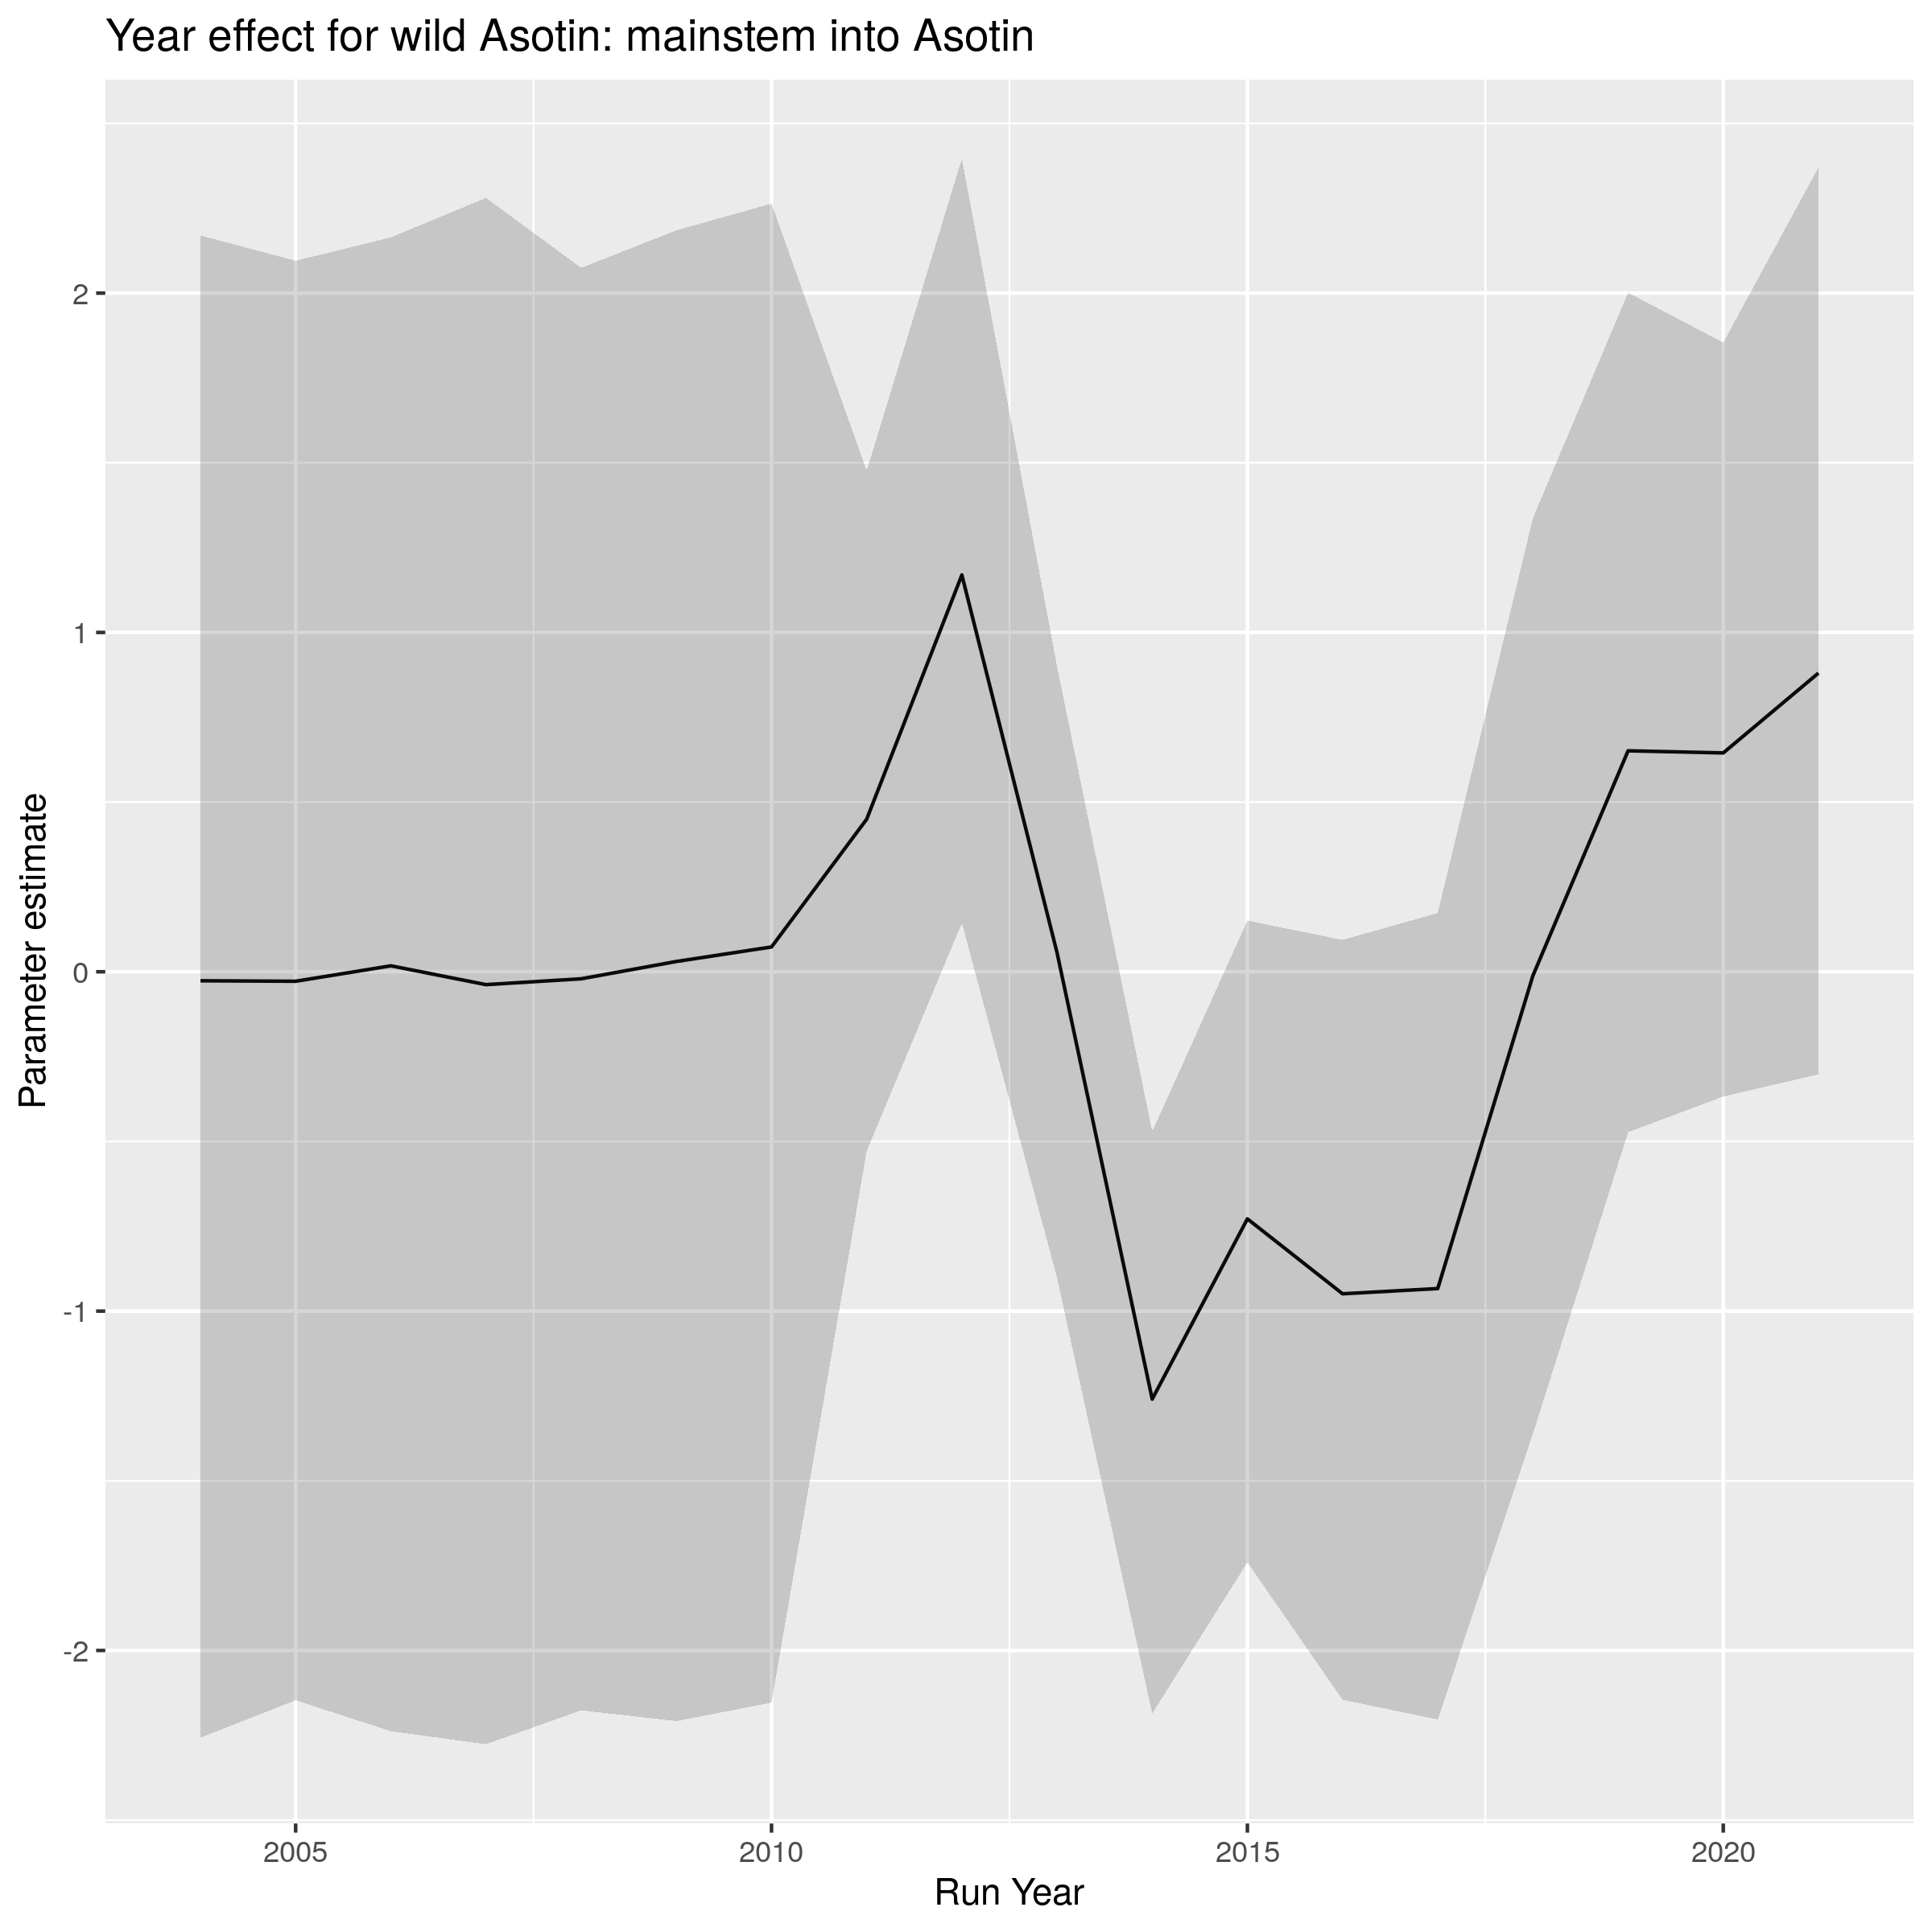 Year effect for wild Asotin: mainstem into Asotin
Parameter estimate
2
1
0
-1
-2
2005 2010 2015 2020
Run Year